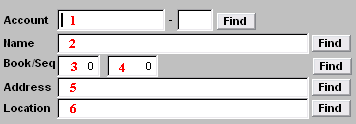 Account 1 - Find
Name 2 Find
Book/Seq 3 0 4 0 Find
Address 5 Find
Location 6 Find